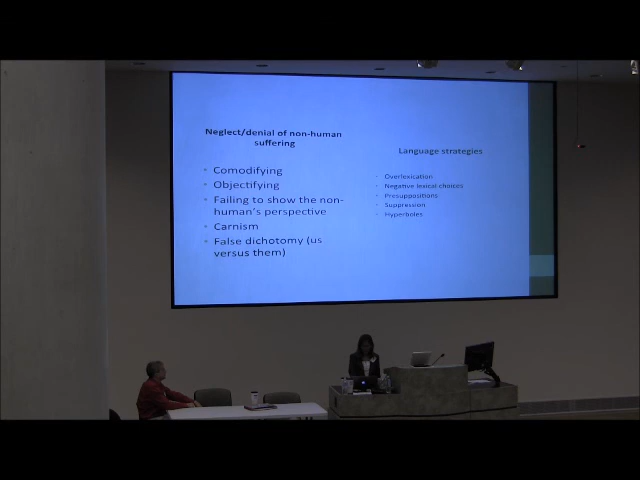 Neglect/denial of non-human
suffering
• Comodifying
• Objectifying
• Failing to show the non-
human's perspective
• Carnism
• False dichotomy (us
versus them)
Language strategies
• Overlexication
• Negative lexical choices
• Presuppositions
• Suppression
• Hyperboles